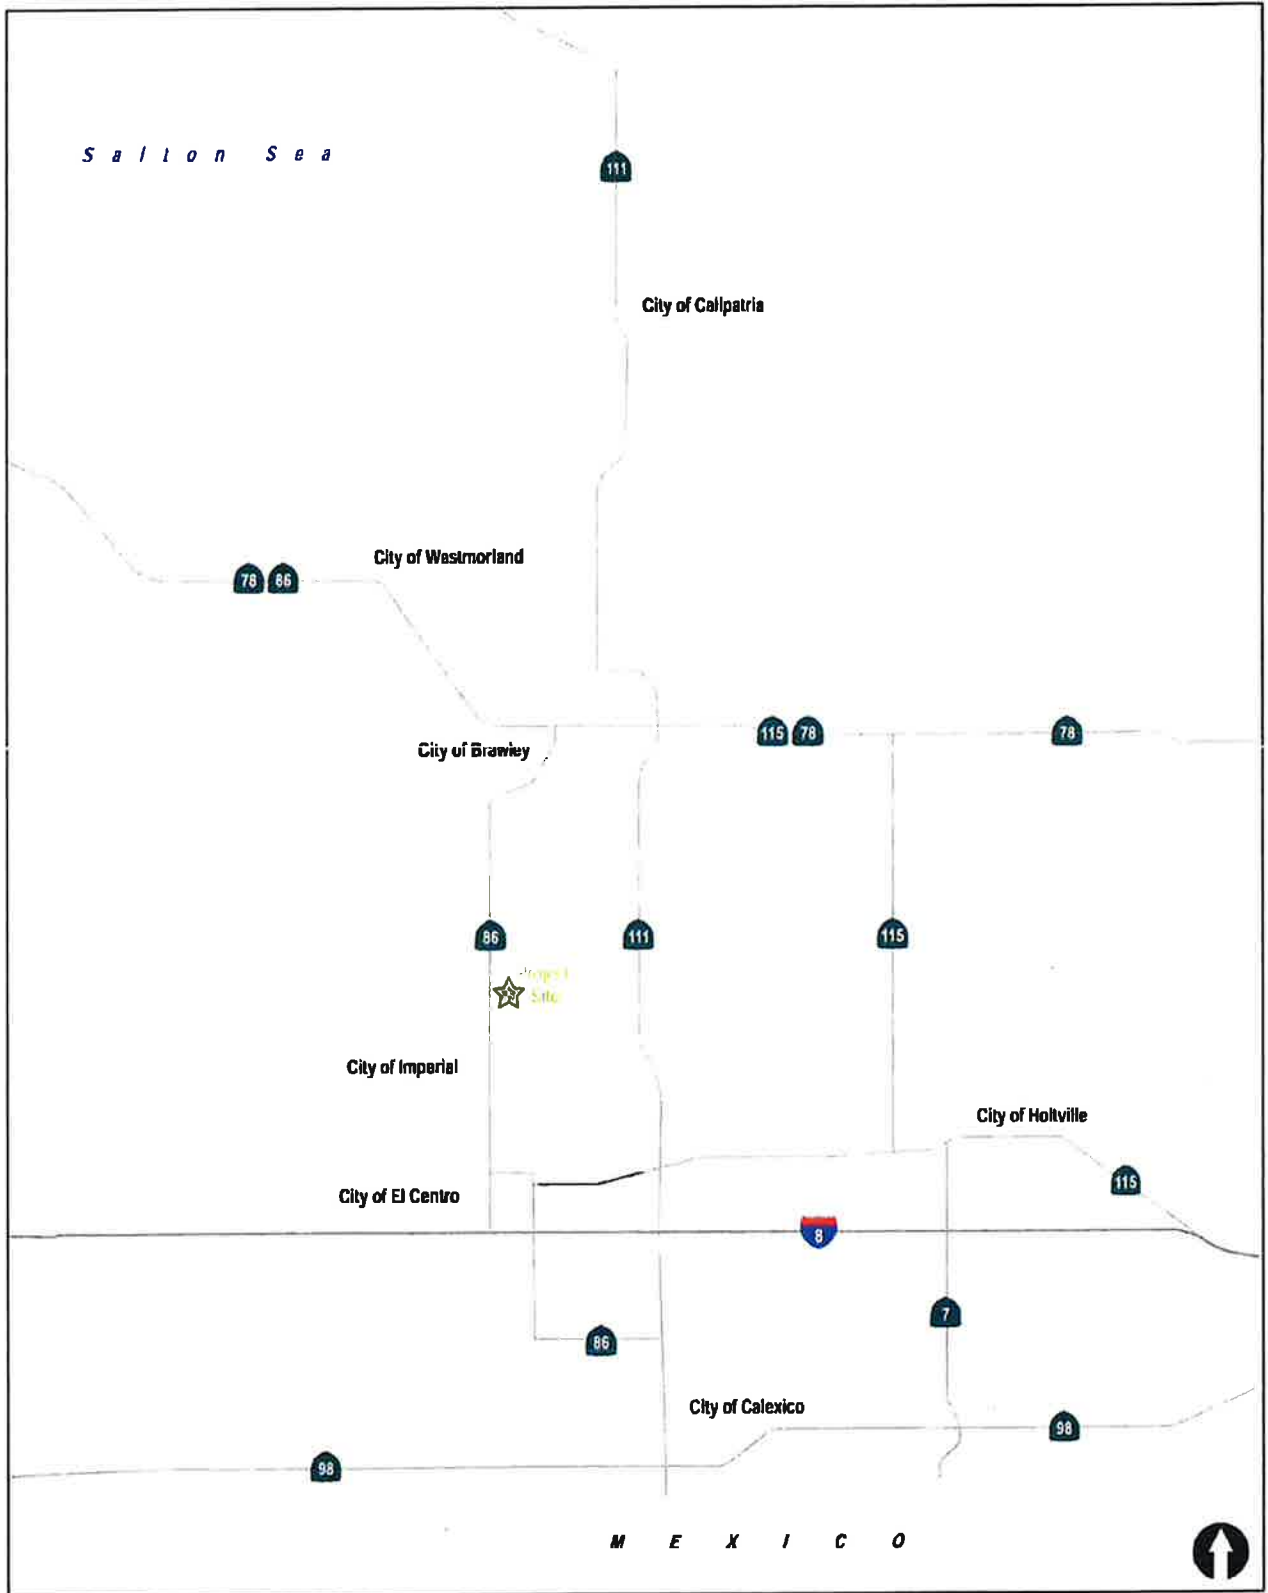 Salton Sea
111
City of Calipatria
City of Westmorland
78 86
115 78
78
City of Brawley
86
111
115
Project
Site
City of Imperial
City of Holtville
115
City of El Centro
8
7
86
City of Calexico
98
98
MEXICO